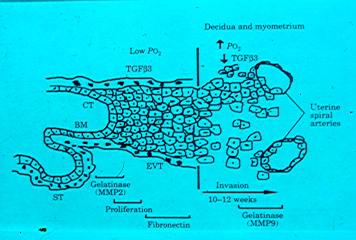 Decidua and myometrium
Low PO₂
TGFβ3
↑ PO₂
↓ TGFβ3
CT
BM
Uterine
spiral
arteries
ST
EVT
Gelatinase
(MMP2)
Proliferation
Fibronectin
Invasion
10–12 weeks
Gelatinase
(MMP9)